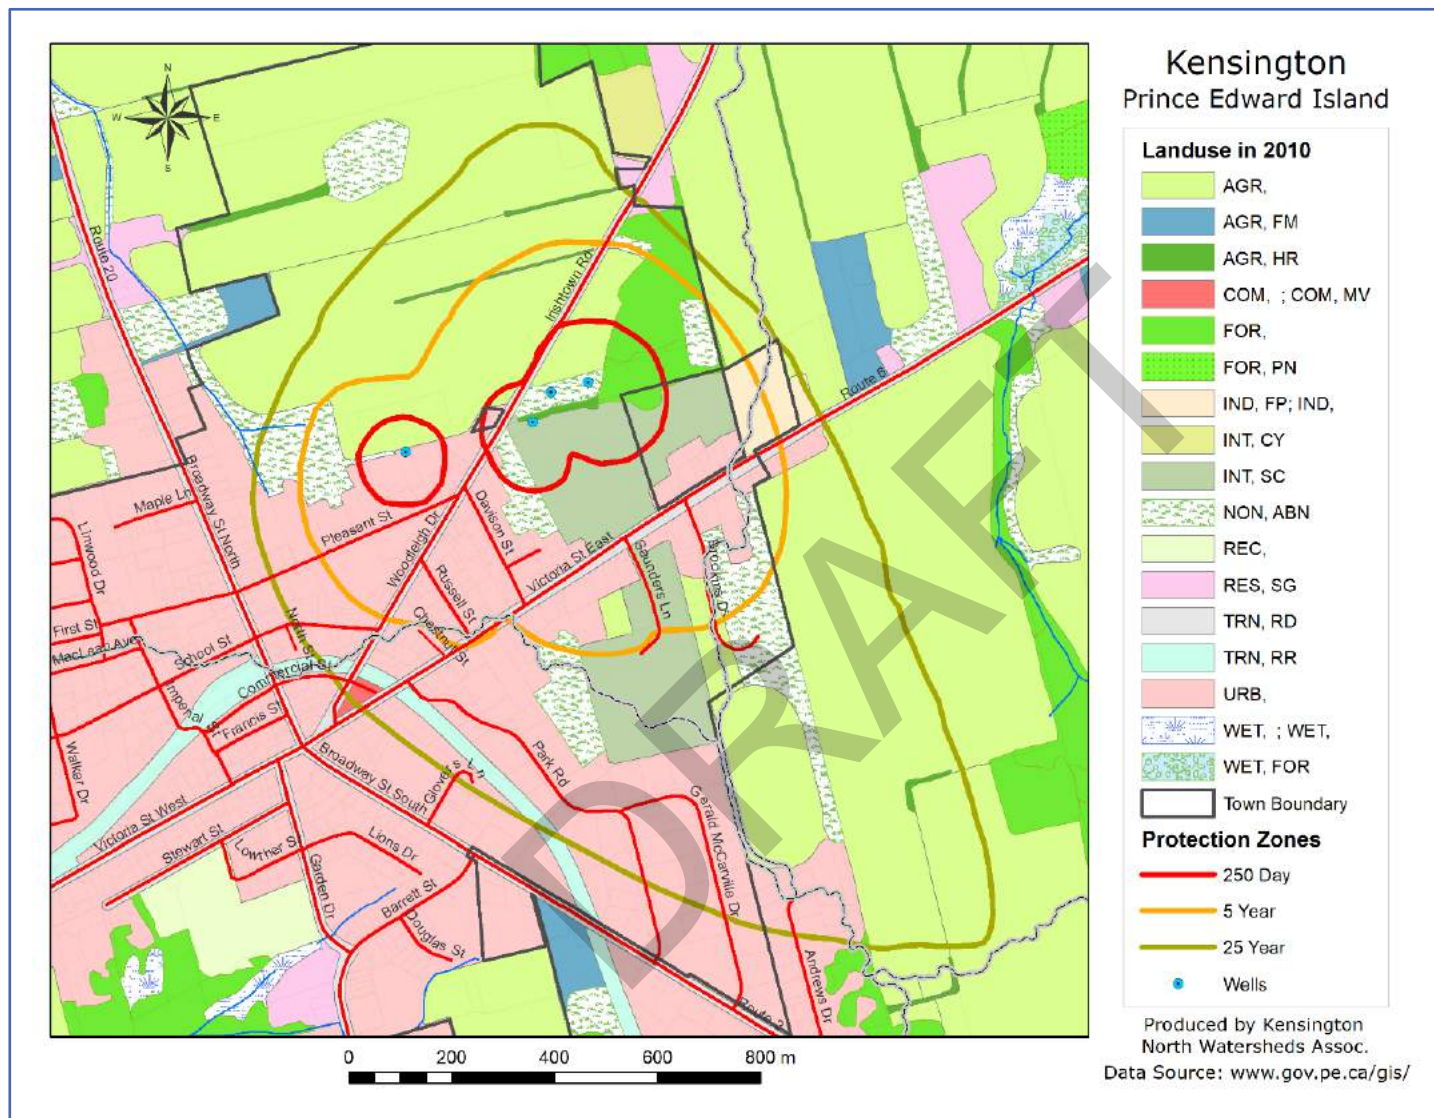 Kensington
Prince Edward Island
Landuse in 2010
AGR,
AGR, FM
AGR, HR
COM, ; COM, MV
FOR,
FOR, PN
IND, FP; IND,
INT, CY
INT, SC
NON, ABN
REC,
RES, SG
TRN, RD
TRN, RR
URB,
WET, ; WET,
WET, FOR
Town Boundary
Protection Zones
250 Day
5 Year
25 Year
Wells
Produced by Kensington
North Watersheds Assoc.
Data Source: www.gov.pe.ca/gis/
N
W
E
S
Route 20
Irishtown Rd
Route 6
Broadway St North
Maple Ln
Linwood Dr
Pleasant St
Woodleigh Dr
Davison St
Russell St
Chestnut St
Victoria St East
Saunders Ln
Brookins Dr
First St
MacLean Ave
School St
North St
Commercial St
Imperial St
Francis St
Walker Dr
Victoria St West
Stewart St
Lowther St
Garden Dr
Lions Dr
Barrett St
Douglas St
Broadway St South
Glover's Ln
Park Rd
Gerald McCarville Dr
Andrews Dr
Route 2
DRAFT
0 200 400 600 800 m